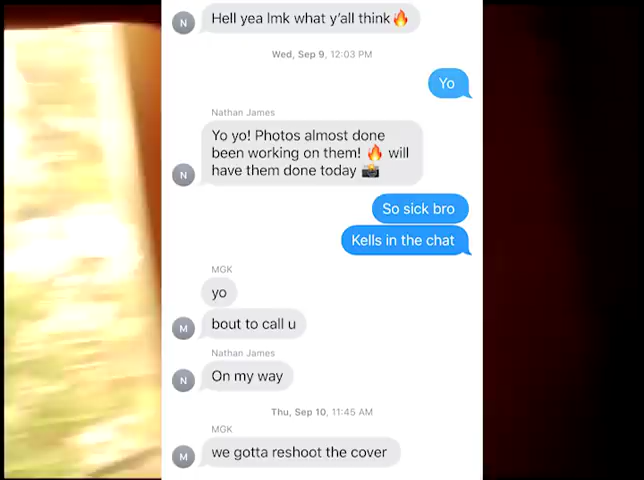 Hell yea lmk what y'all think🔥
N
Wed, Sep 9, 12:03 PM
Yo
Nathan James
Yo yo! Photos almost done
been working on them! 🔥 will
have them done today 📸
N
So sick bro
Kells in the chat
MGK
yo
bout to call u
M
Nathan James
On my way
N
Thu, Sep 10, 11:45 AM
MGK
we gotta reshoot the cover
M